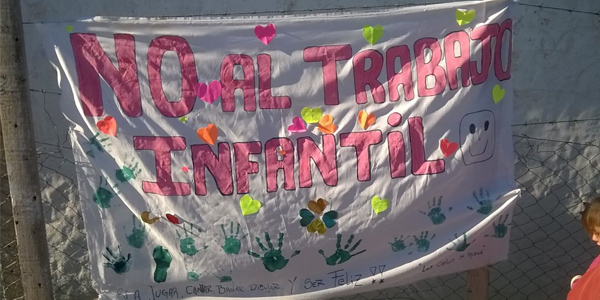 NO AL TRABAJO
INFANTiL
A JUGAR, CANTAR, BAILAR, DIBUJAR Y SER FELIZ !!